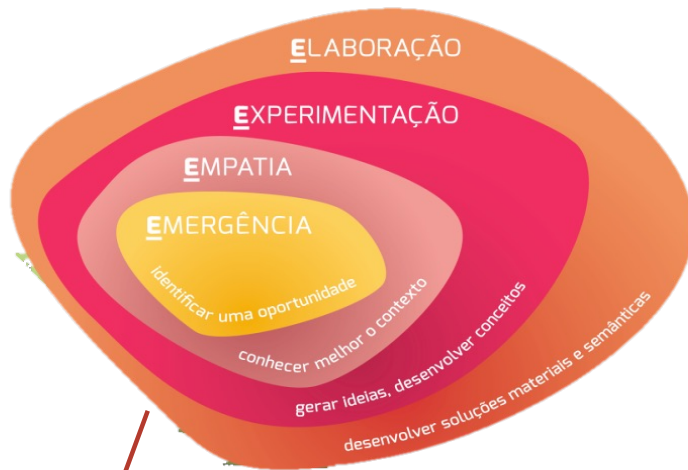 ELABORAÇÃO
EXPERIMENTAÇÃO
EMPATIA
EMERGÊNCIA
identificar uma oportunidade
conhecer melhor o contexto
gerar ideias, desenvolver conceitos
desenvolver soluções materiais e semânticas